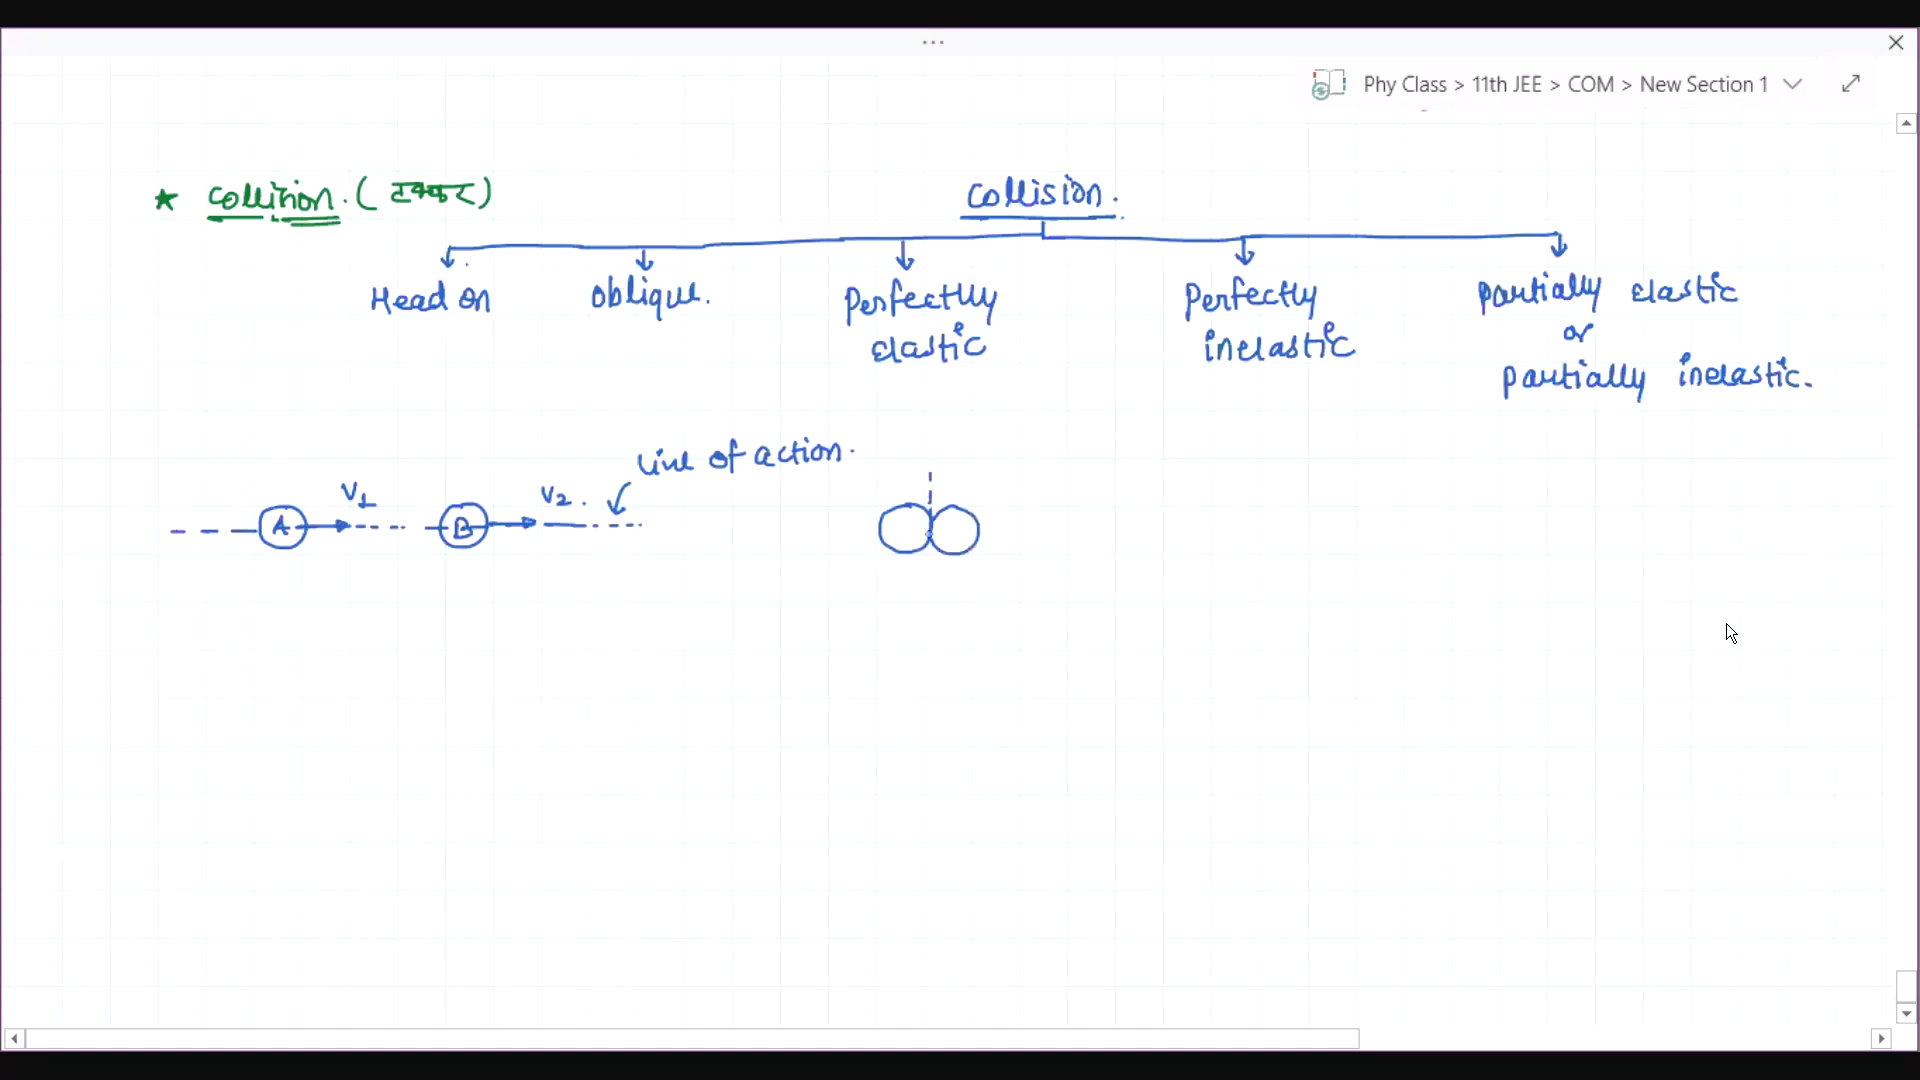 Phy Class > 11th JEE > COM > New Section 1
★ Collision. (टक्कर)
Collision.
Head on
oblique.
Perfectlly
elastic
Perfectly
inelastic
Partially elastic
or
partially inelastic.
line of action.
V1
V2.
A
B